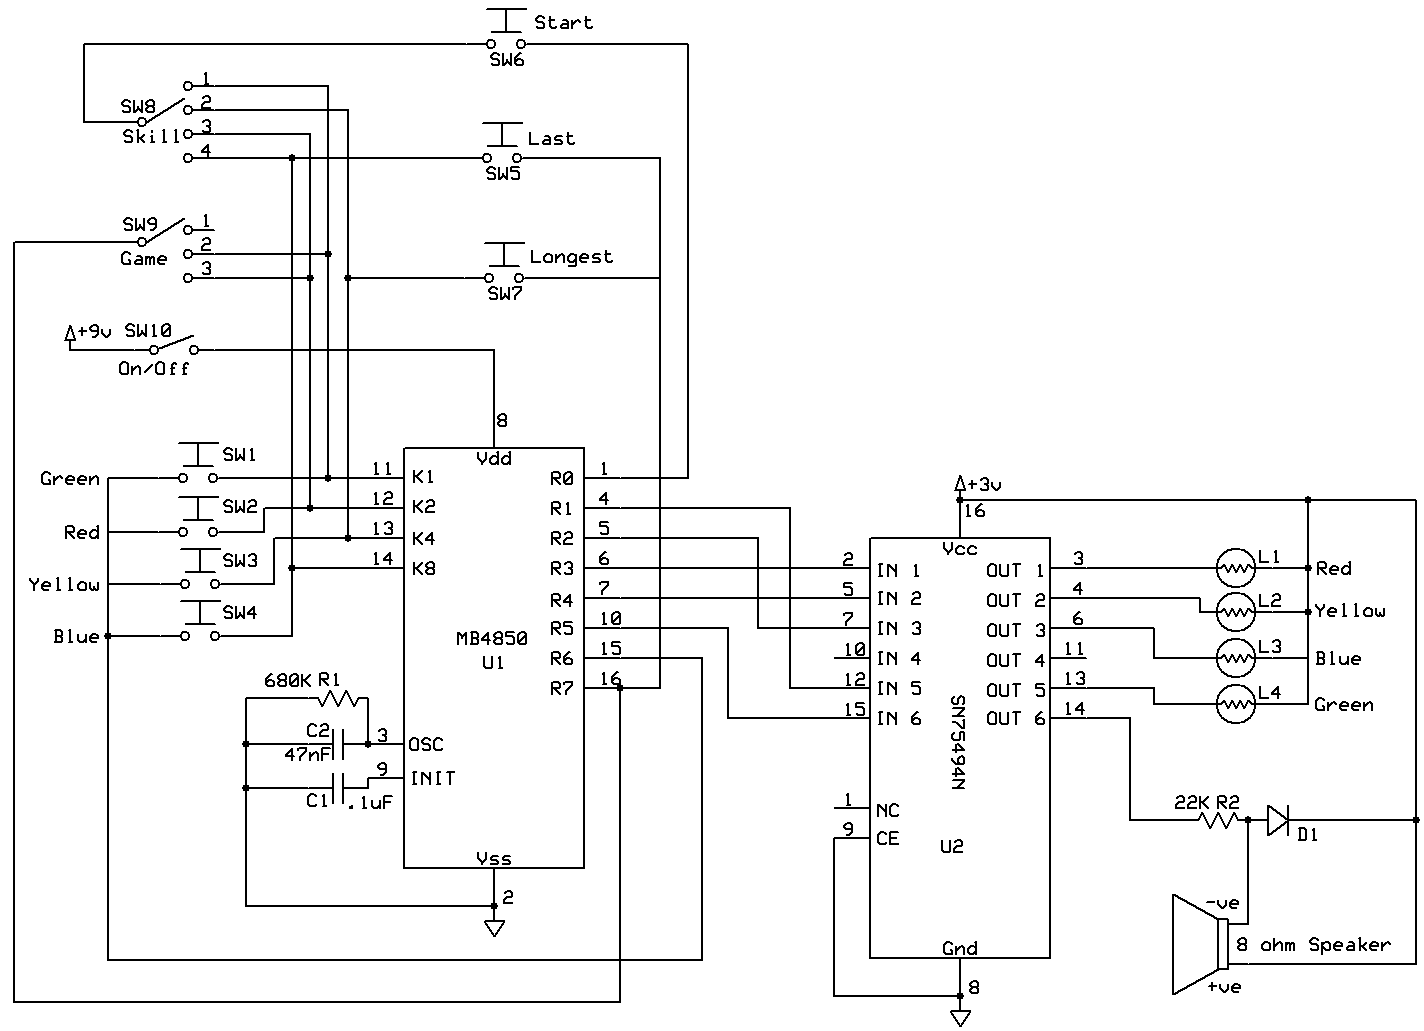 Start
SW6
1
SW8 2
3
Skill
4
Last
SW5
SW9 1
2
Game
3
Longest
SW7
+9v SW10
On/Off
8
SW1
Vdd
Green
11 K1 R0 1
SW2
12 K2 R1 4
Red
13 K4 R2 5
SW3
14 K8 R3 6
Yellow
R4 7
SW4
R5 10
Blue
MB4850
U1
R6 15
R7 16
680K R1
C2
47nF
3 OSC
9 INIT
C1 .1uF
Vss
2
+3v
16
Vcc
2 IN 1 OUT 1 3 L1 Red
5 IN 2 OUT 2 4 L2 Yellow
7 IN 3 OUT 3 6 L3 Blue
10 IN 4 OUT 4 11
12 IN 5 OUT 5 13 L4 Green
15 IN 6 OUT 6 14
SN75494N
1 NC
9 CE
U2
22K R2
D1
-ve
Gnd
8 ohm Speaker
+ve
8